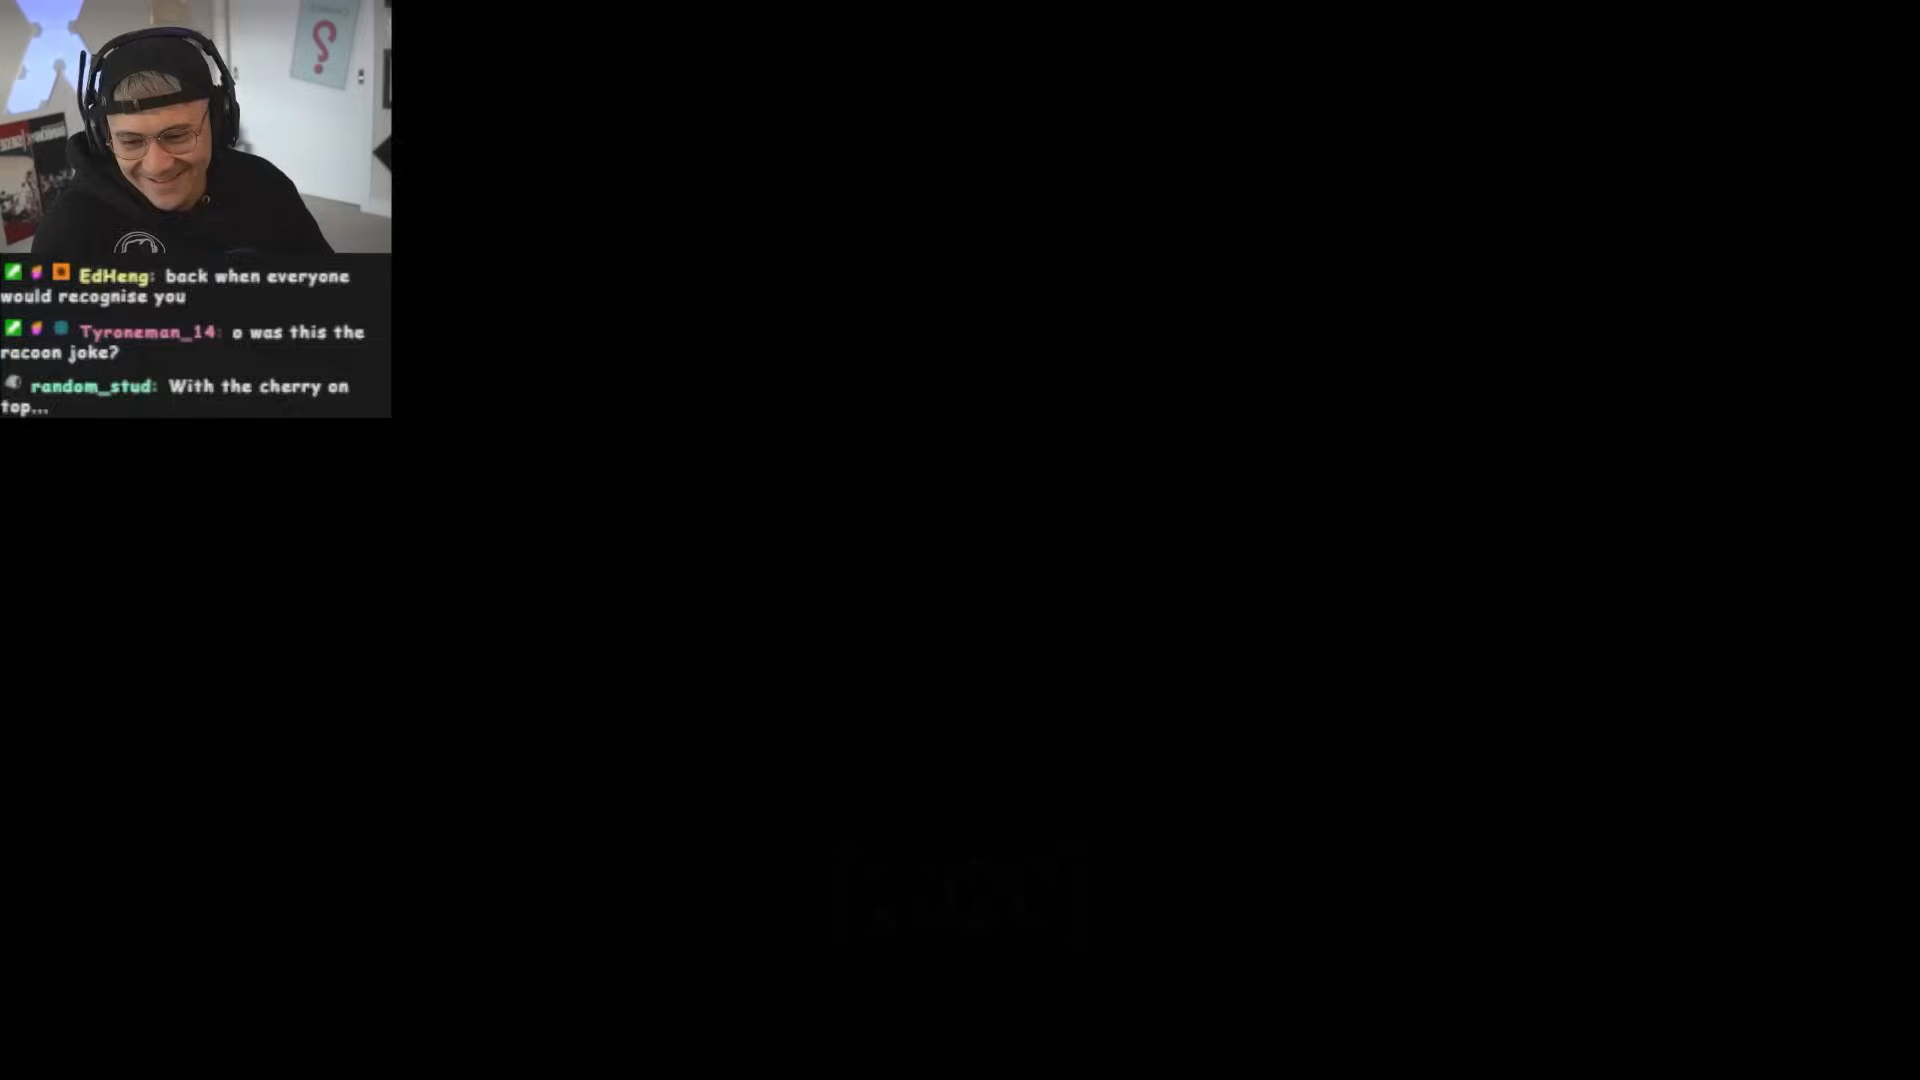 EdHeng: back when everyone
would recognise you
Tyroneman_14: o was this the
racoon joke?
random_stud: With the cherry on
top...